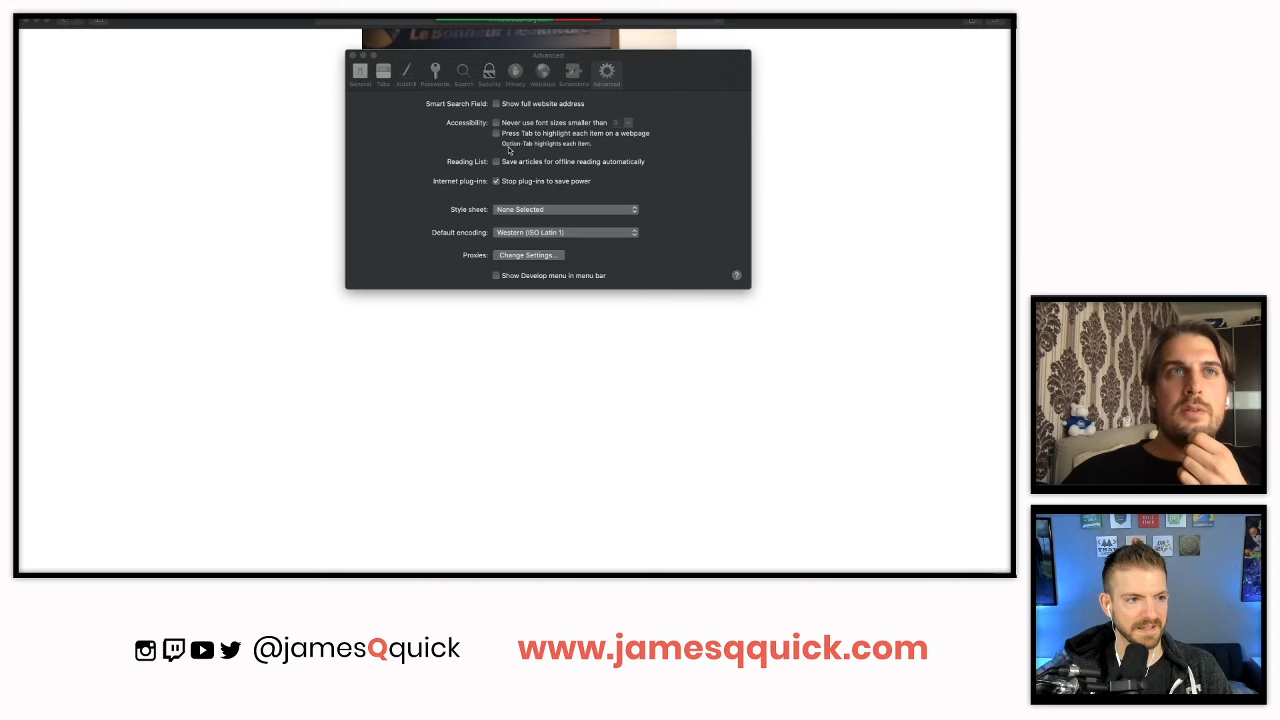 Le Bonheur Healthcare
Advanced
General Tabs AutoFill Passwords Search Security Privacy Websites Extensions Advanced
Smart Search Field: Show full website address
Accessibility: Never use font sizes smaller than 9
Press Tab to highlight each item on a webpage
Option-Tab highlights each item.
Reading List: Save articles for offline reading automatically
Internet plug-ins: Stop plug-ins to save power
Style sheet: None Selected
Default encoding: Western (ISO Latin 1)
Proxies: Change Settings...
Show Develop menu in menu bar ?
@jamesQquick www.jamesqquick.com